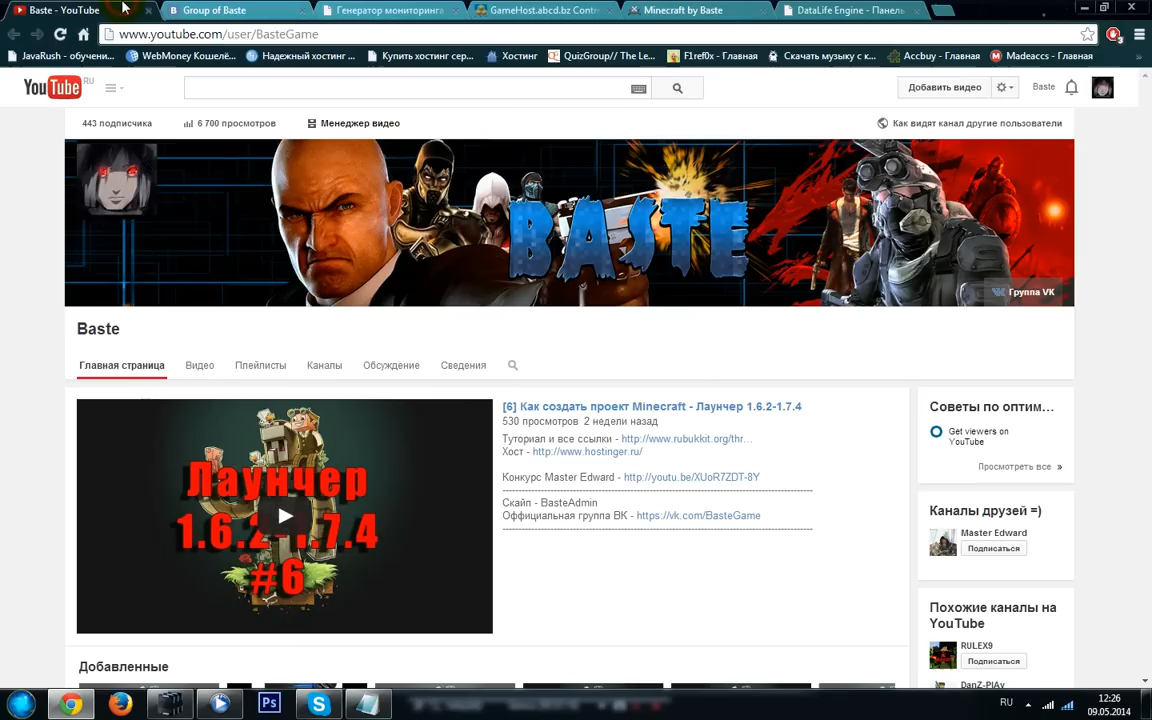 Baste - YouTube
Group of Baste
Генератор мониторинга
GameHost.abcd.bz Contr
Minecraft by Baste
DataLife Engine - Панель
www.youtube.com/user/BasteGame
JavaRush - обучени...
WebMoney Кошелё...
Надежный хостинг ...
Купить хостинг сер...
Хостинг
QuizGroup// The Le...
F1ref0x - Главная
Скачать музыку с к...
Accbuy - Главная
Madeaccs - Главная
»
YouTube RU
Добавить видео
Baste
443 подписчика
6 700 просмотров
Менеджер видео
Как видят канал другие пользователи
BASTE
Группа VK
Baste
Главная страница
Видео
Плейлисты
Каналы
Обсуждение
Сведения
Лаунчер
1.6.2-1.7.4
#6
[6] Как создать проект Minecraft - Лаунчер 1.6.2-1.7.4
530 просмотров 2 недели назад
Туториал и все ссылки - http://www.rubukkit.org/thr...
Хост - http://www.hostinger.ru/
Конкурс Master Edward - http://youtu.be/XUoR7ZDT-8Y
Скайп - BasteAdmin
Оффициальная группа ВК - https://vk.com/BasteGame
Советы по оптим...
Get viewers on
YouTube
Просмотреть все »
Каналы друзей =)
Master Edward
Подписаться
Похожие каналы на
YouTube
RULEX9
Подписаться
DanZ-PlAy
Добавленные
Ps
RU
12:26
09.05.2014